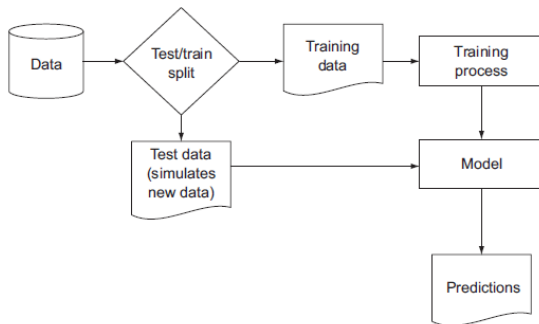 Data
Test/train
split
Training
data
Training
process
Test data
(simulates
new data)
Model
Predictions